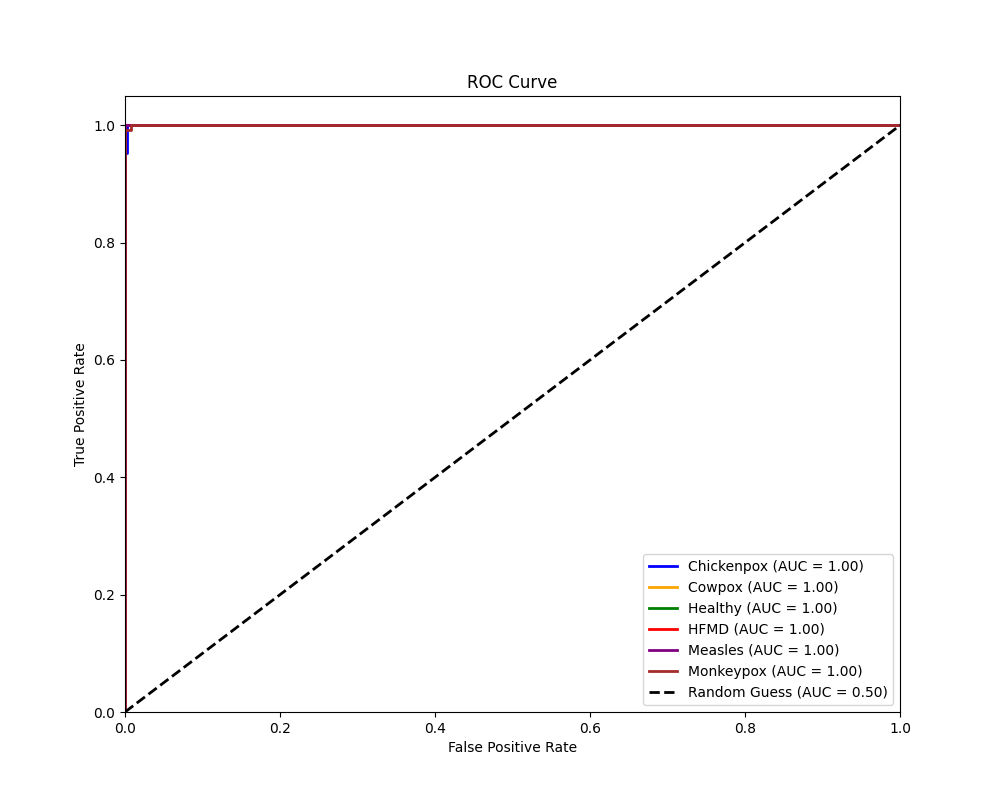 ROC Curve
1.0
0.8
0.6
0.4
0.2
0.0
True Positive Rate
0.0 0.2 0.4 0.6 0.8 1.0
False Positive Rate
Chickenpox (AUC = 1.00)
Cowpox (AUC = 1.00)
Healthy (AUC = 1.00)
HFMD (AUC = 1.00)
Measles (AUC = 1.00)
Monkeypox (AUC = 1.00)
Random Guess (AUC = 0.50)